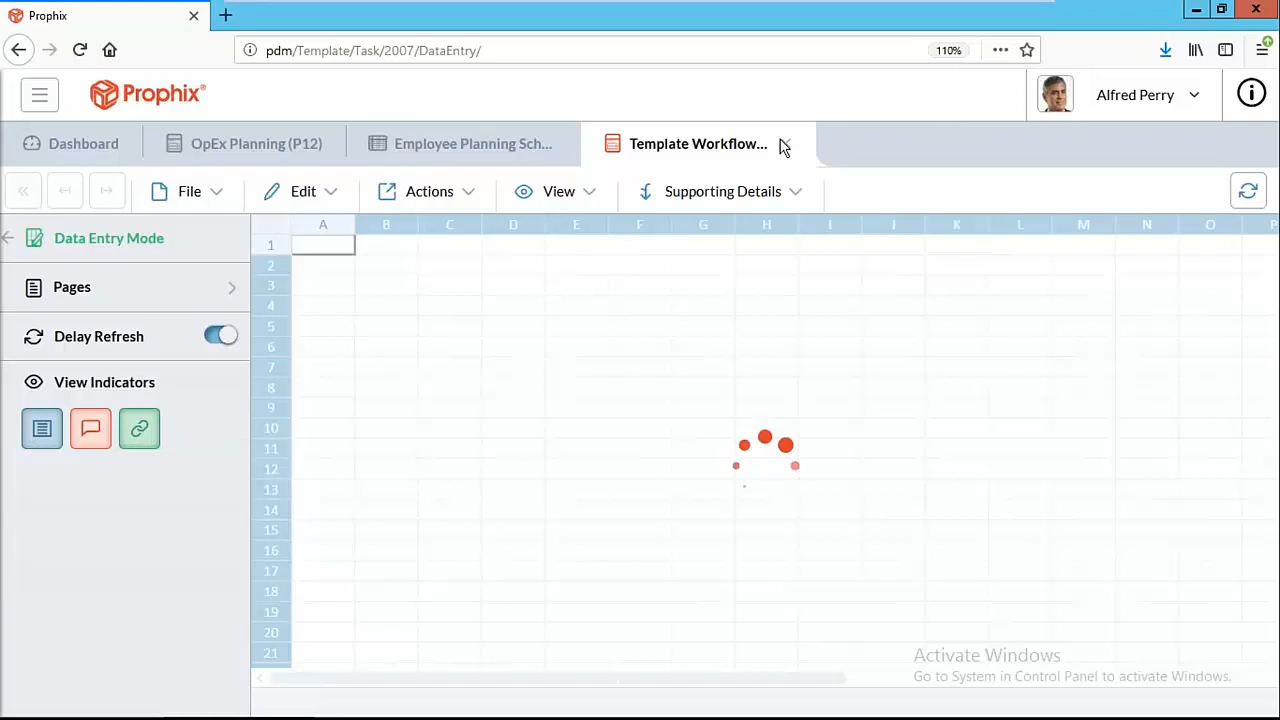 Prophix
pdm/Template/Task/2007/DataEntry/
110%
Prophix®
Alfred Perry
Dashboard
OpEx Planning (P12)
Employee Planning Sch...
Template Workflow...
File
Edit
Actions
View
Supporting Details
Data Entry Mode
Pages
Delay Refresh
View Indicators
A B C D E F G H I J K L M N O P
1
2
3
4
5
6
7
8
9
10
11
12
13
14
15
16
17
18
19
20
21
Activate Windows
Go to System in Control Panel to activate Windows.